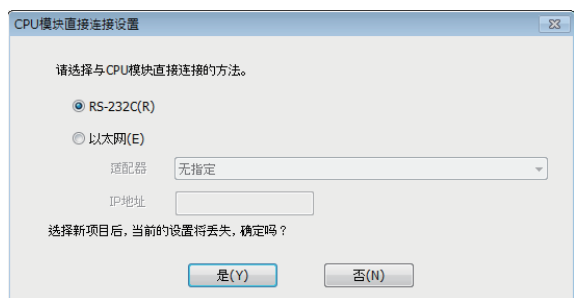 CPU模块直接连接设置
请选择与CPU模块直接连接的方法。
RS-232C(R)
以太网(E)
适配器 无指定
IP地址
选择新项目后, 当前的设置将丢失, 确定吗？
是(Y) 否(N)